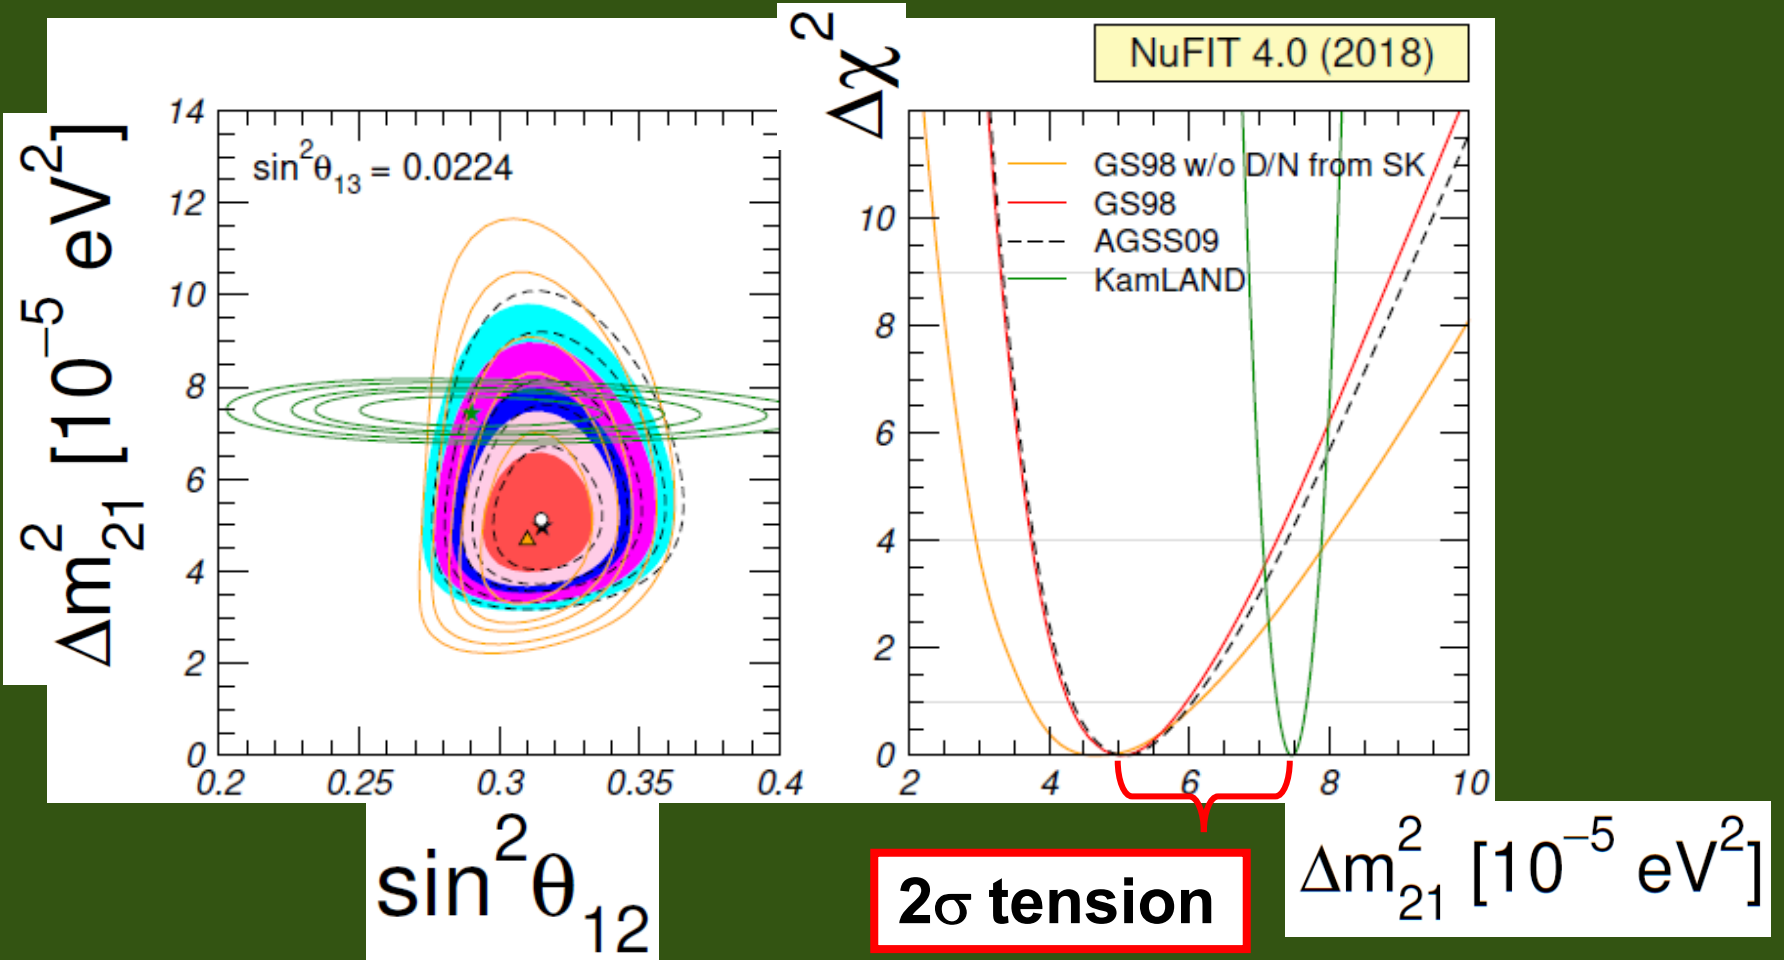 Δχ²
NuFIT 4.0 (2018)
Δm²₂₁ [10⁻⁵ eV²]
14
12
10
8
6
4
2
0
sin²θ₁₃ = 0.0224
0.2 0.25 0.3 0.35 0.4
sin²θ₁₂
10
8
6
4
2
0
GS98 w/o D/N from SK
GS98
AGSS09
KamLAND
2 4 6 8 10
Δm²₂₁ [10⁻⁵ eV²]
2σ tension